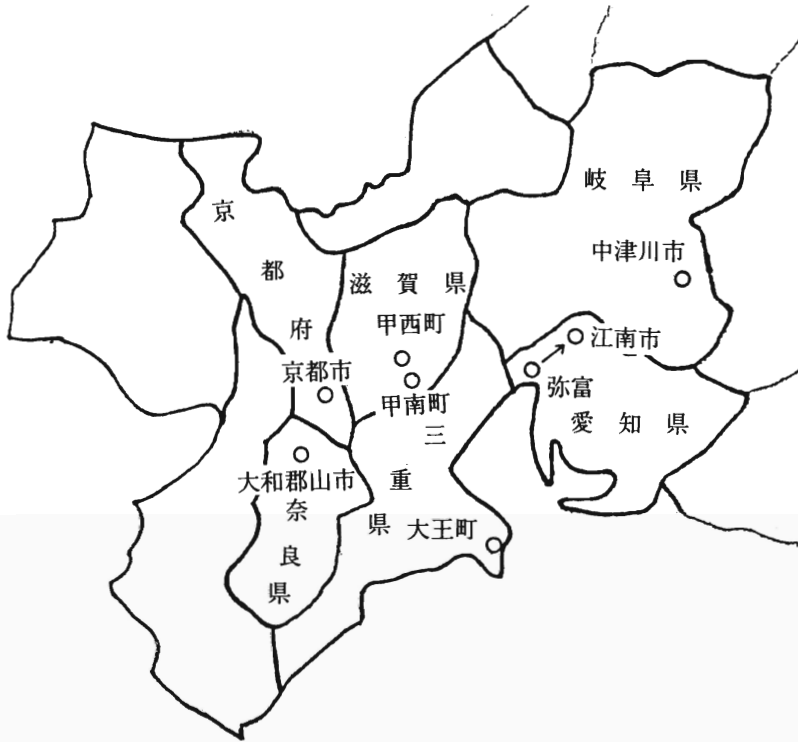 岐阜県
中津川市
京都府
滋賀県
甲西町
江南市
京都市
甲南町
弥富
愛知県
三重県
大和郡山市
奈良県
大王町